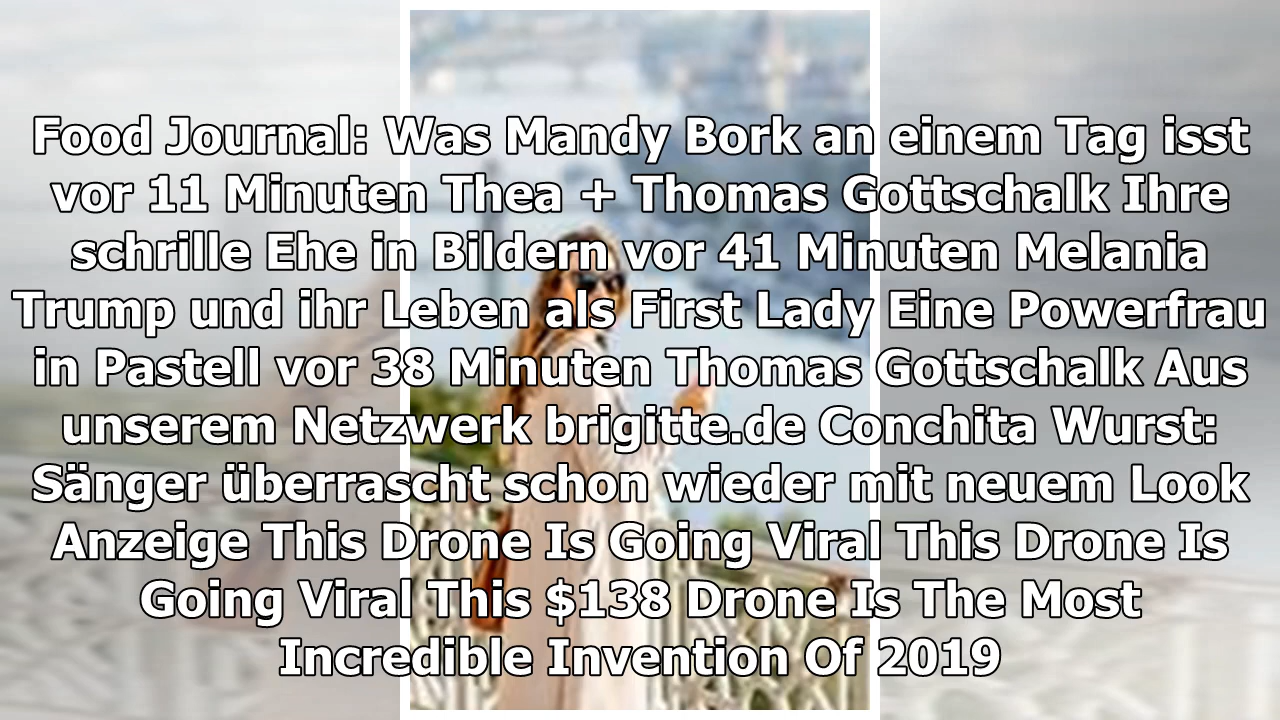 Food Journal: Was Mandy Bork an einem Tag isst
vor 11 Minuten Thea + Thomas Gottschalk Ihre
schrille Ehe in Bildern vor 41 Minuten Melania
Trump und ihr Leben als First Lady Eine Powerfrau
in Pastell vor 38 Minuten Thomas Gottschalk Aus
unserem Netzwerk brigitte.de Conchita Wurst:
Sänger überrascht schon wieder mit neuem Look
Anzeige This Drone Is Going Viral This Drone Is
Going Viral This $138 Drone Is The Most
Incredible Invention Of 2019